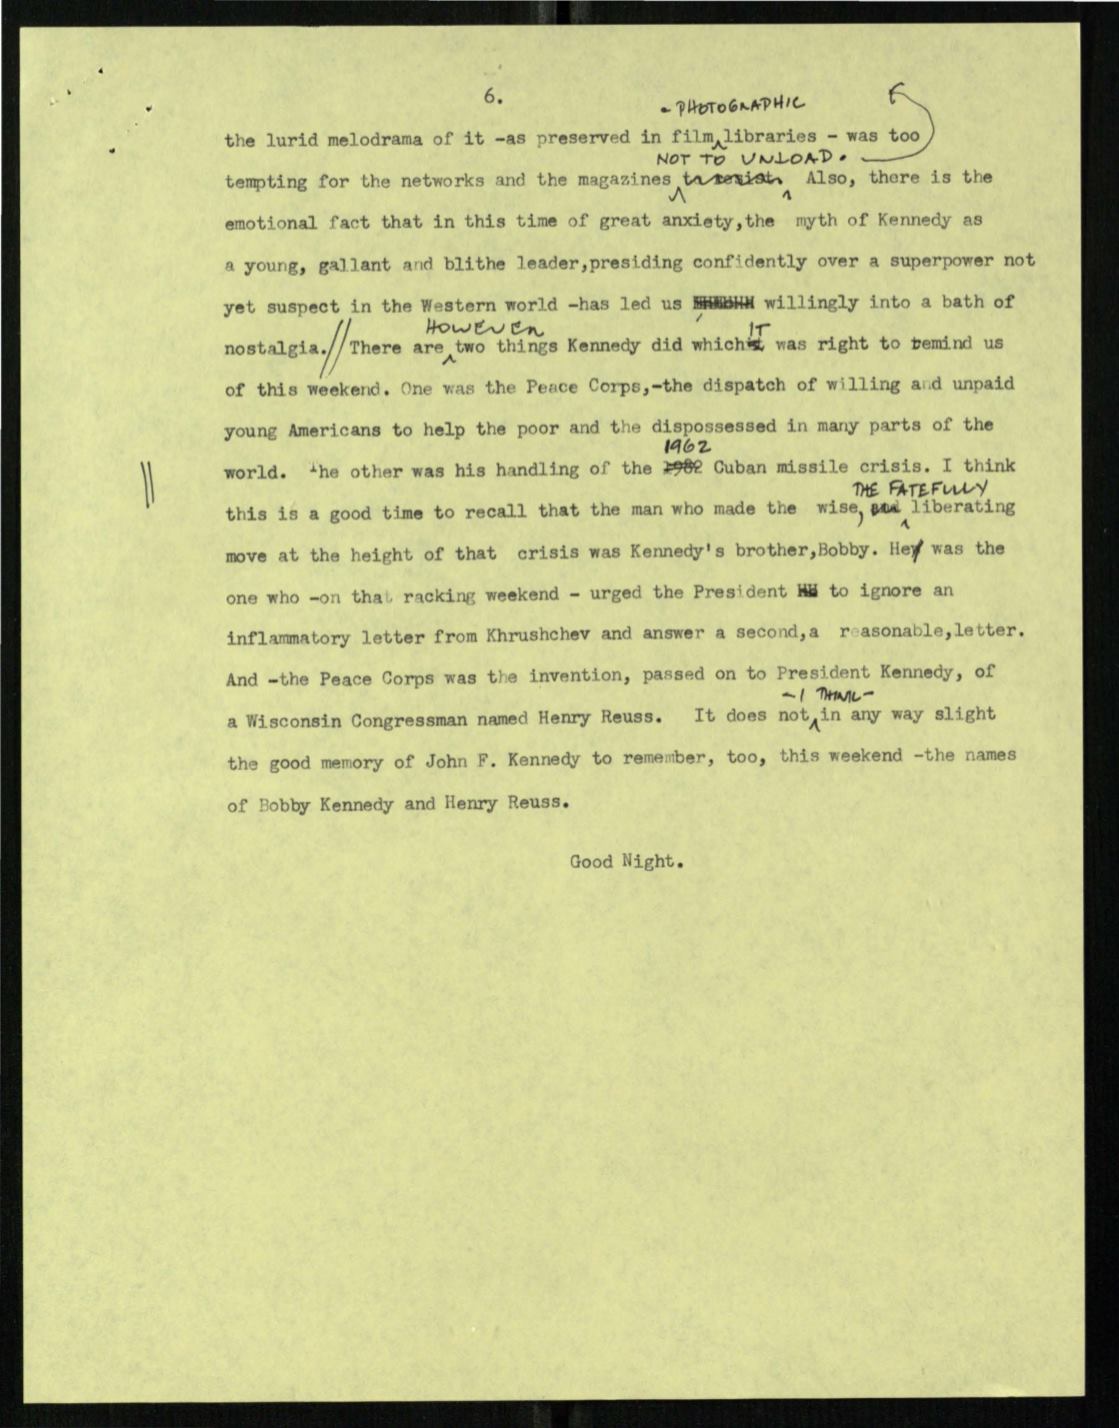 6.
- PHOTOGRAPHIC
the lurid melodrama of it -as preserved in film libraries - was too
NOT TO UNLOAD.
tempting for the networks and the magazines to resist. Also, there is the
emotional fact that in this time of great anxiety,the myth of Kennedy as
a young, gallant and blithe leader,presiding confidently over a superpower not
yet suspect in the Western world -has led us willingly into a bath of
HOWEVER IT
nostalgia.// There are two things Kennedy did which was right to remind us
of this weekend. One was the Peace Corps,-the dispatch of willing and unpaid
young Americans to help the poor and the dispossessed in many parts of the
1962
world. The other was his handling of the 1982 Cuban missile crisis. I think
THE FATEFULLY
this is a good time to recall that the man who made the wise, and liberating
move at the height of that crisis was Kennedy's brother,Bobby. He was the
one who -on that racking weekend - urged the President to ignore an
inflammatory letter from Khrushchev and answer a second,a reasonable,letter.
And -the Peace Corps was the invention, passed on to President Kennedy, of
- I THINK -
a Wisconsin Congressman named Henry Reuss. It does not in any way slight
the good memory of John F. Kennedy to remember, too, this weekend -the names
of Bobby Kennedy and Henry Reuss.
Good Night.